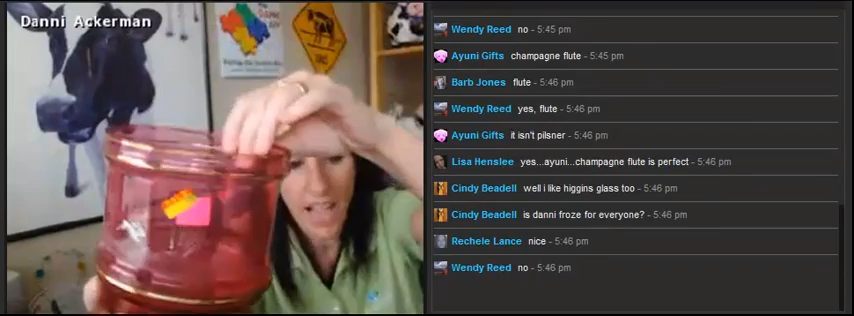 Danni Ackerman
Wendy Reed no - 5:45 pm
Ayuni Gifts champagne flute - 5:45 pm
Barb Jones flute - 5:46 pm
Wendy Reed yes, flute - 5:46 pm
Ayuni Gifts it isn't pilsner - 5:46 pm
Lisa Henslee yes...ayuni...champagne flute is perfect - 5:46 pm
Cindy Beadell well i like higgins glass too - 5:46 pm
Cindy Beadell is danni froze for everyone? - 5:46 pm
Rechele Lance nice - 5:46 pm
Wendy Reed no - 5:46 pm